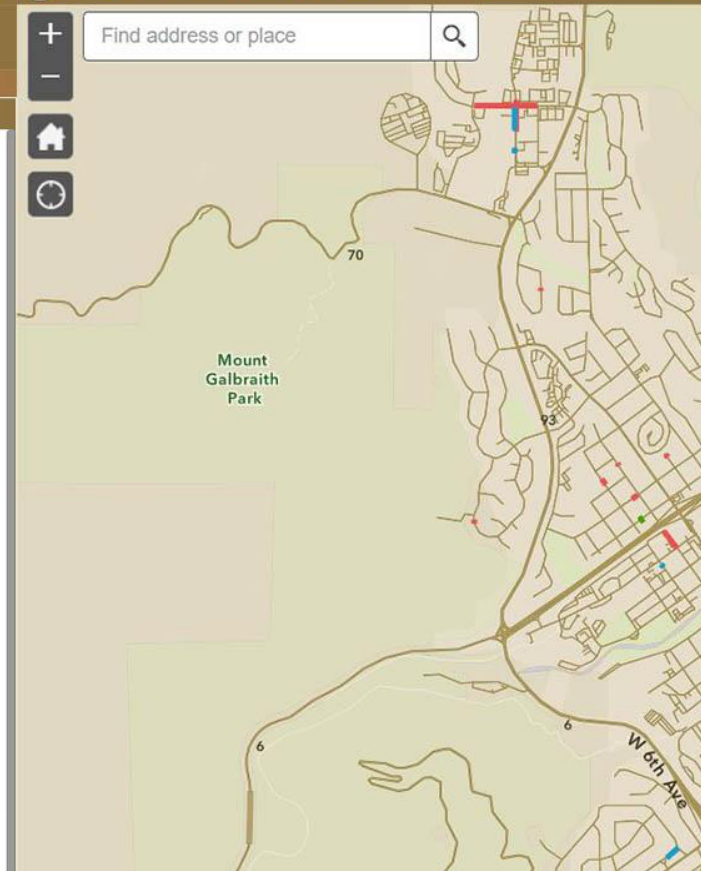 +
Find address or place
−
70
Mount
Galbraith
Park
93
6
6
W 6th Ave